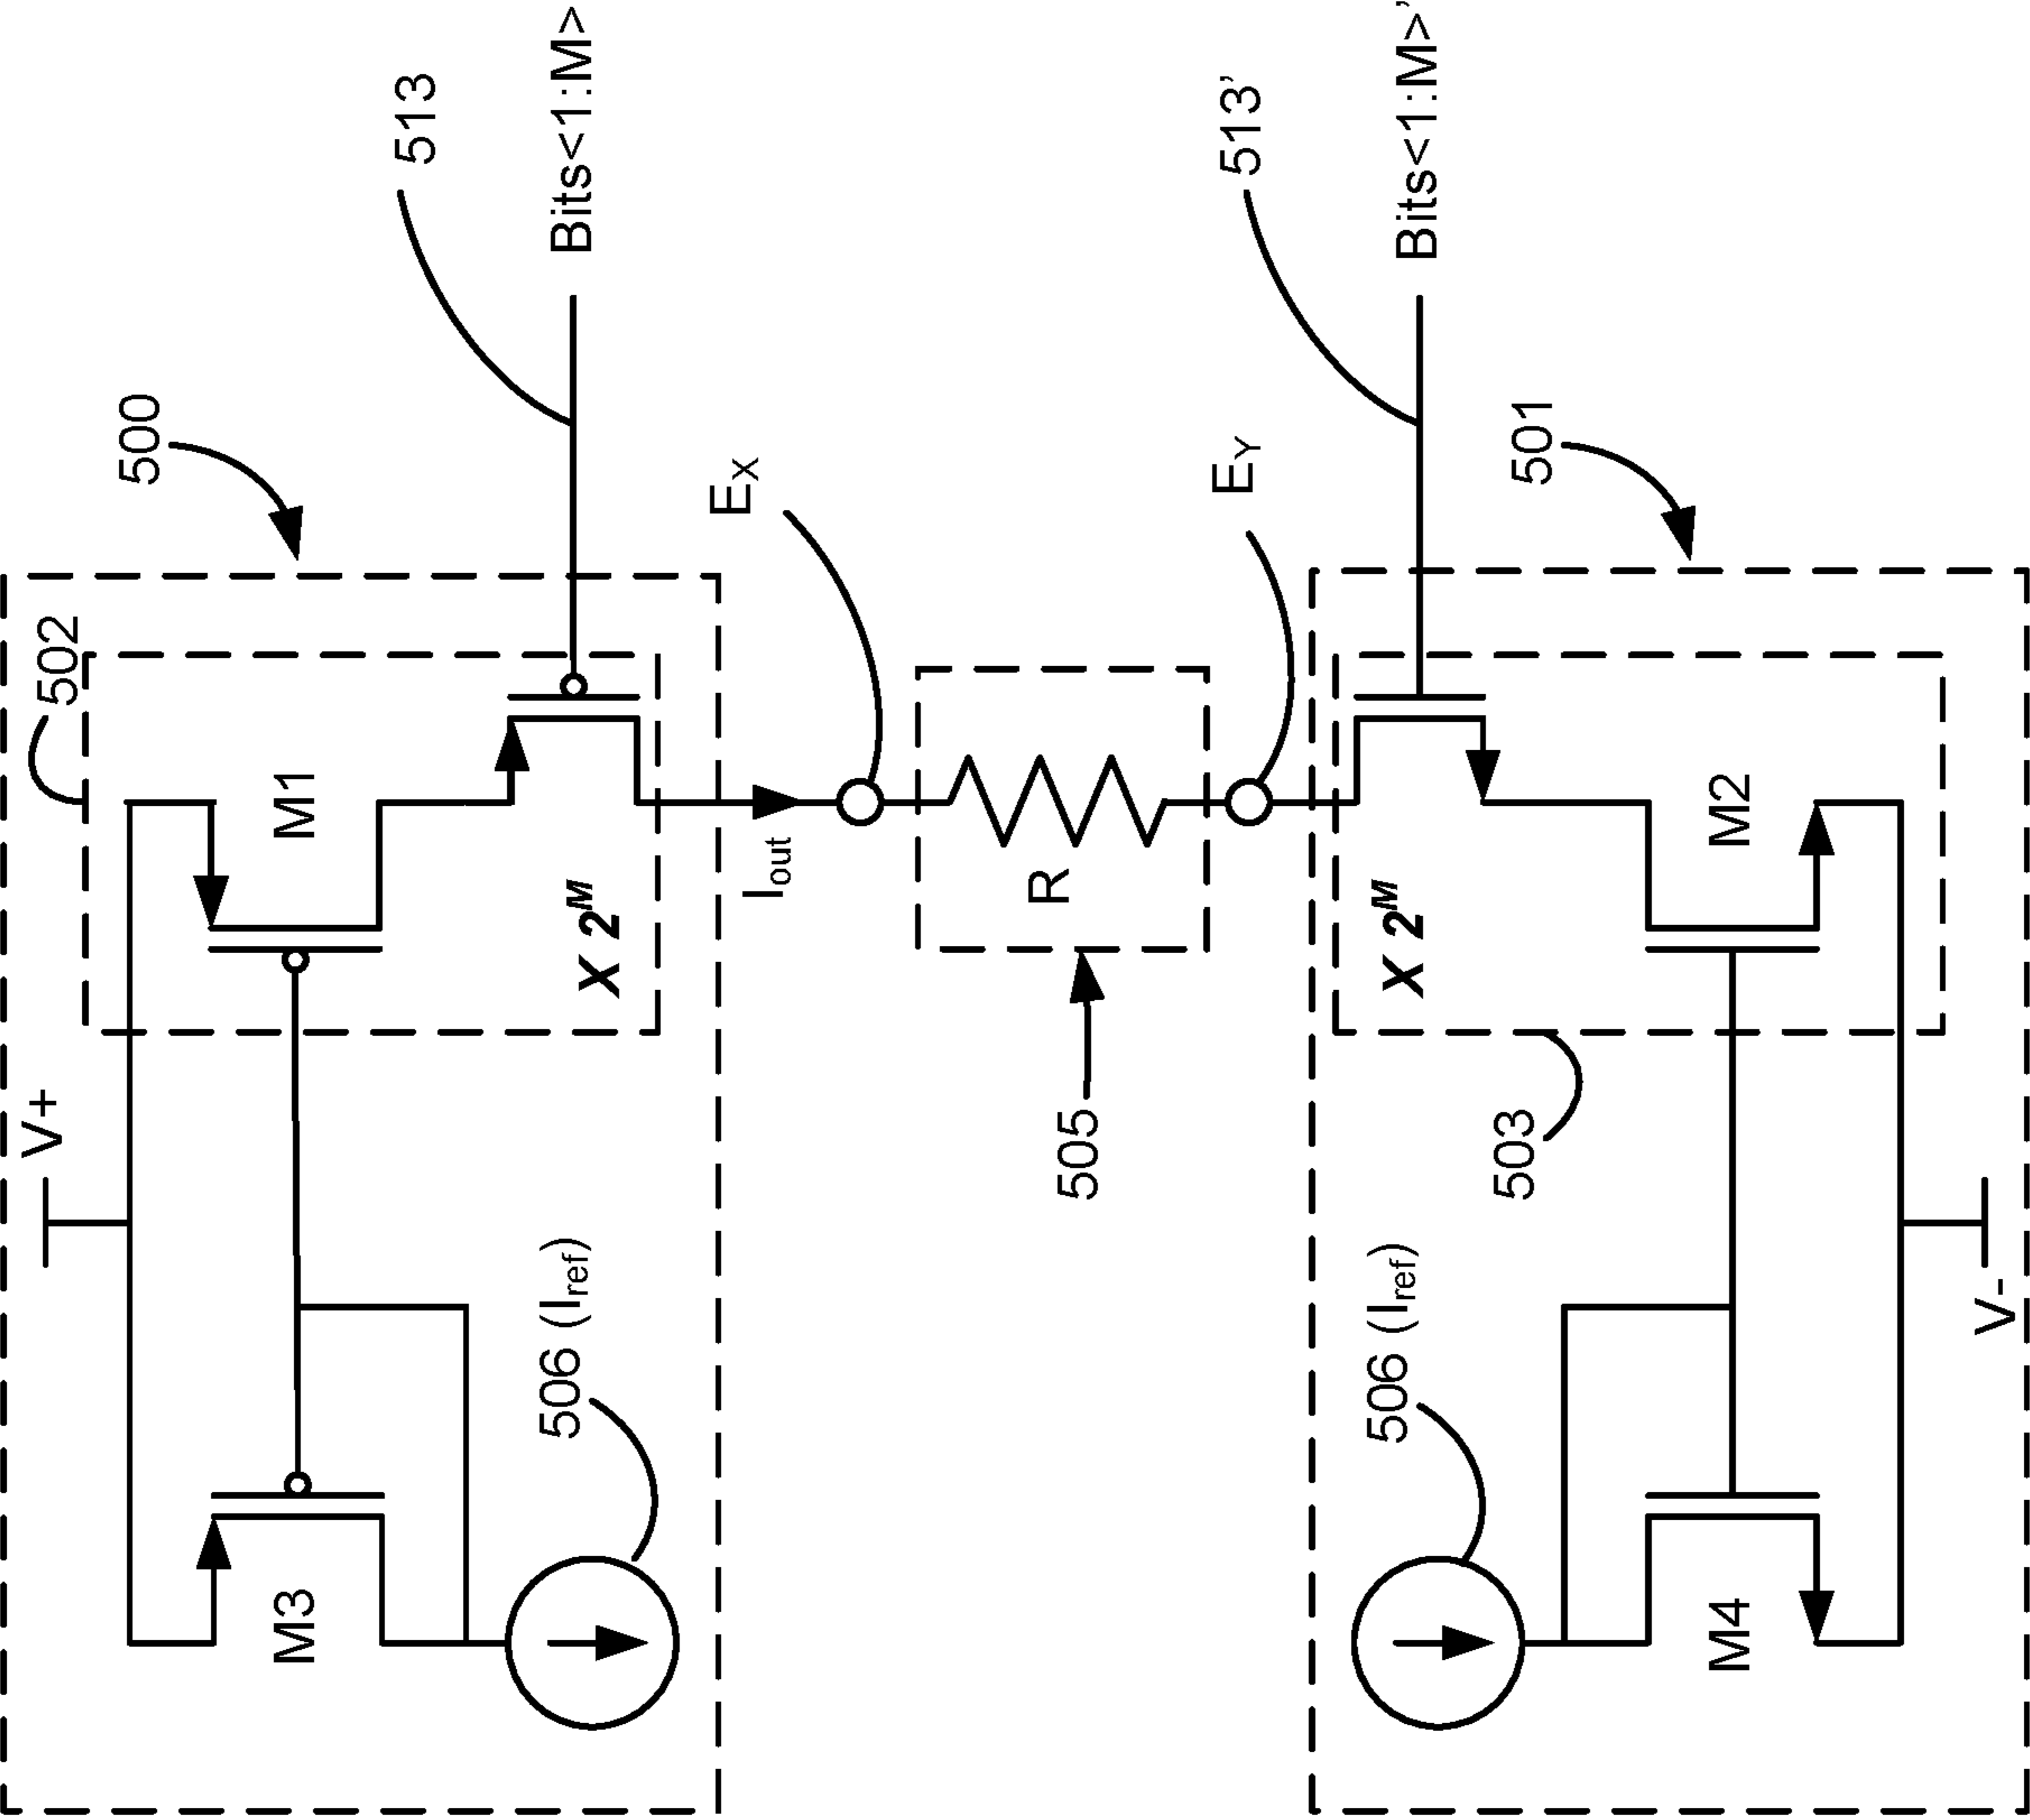 500
513
Bits<1:M>
502
M1
V+
x 2^M
I_out
M3
506 (I_ref)
E_X
R
505
E_Y
513’
Bits<1:M>’
501
x 2^M
M2
503
506 (I_ref)
M4
V-